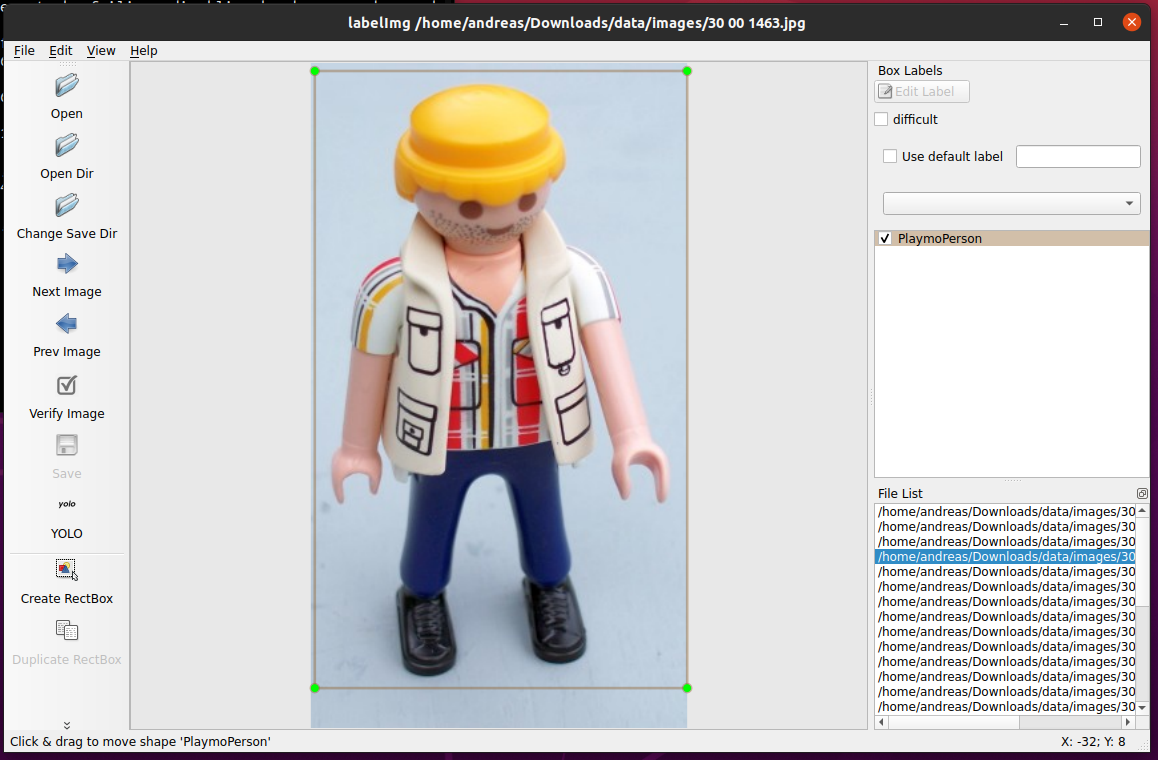 labelImg /home/andreas/Downloads/data/images/30 00 1463.jpg
File Edit View Help
Open
Open Dir
Change Save Dir
Next Image
Prev Image
Verify Image
Save
yolo
YOLO
Create RectBox
Duplicate RectBox
Box Labels
Edit Label
difficult
Use default label
PlaymoPerson
File List
/home/andreas/Downloads/data/images/30
/home/andreas/Downloads/data/images/30
/home/andreas/Downloads/data/images/30
/home/andreas/Downloads/data/images/30
/home/andreas/Downloads/data/images/30
/home/andreas/Downloads/data/images/30
/home/andreas/Downloads/data/images/30
/home/andreas/Downloads/data/images/30
/home/andreas/Downloads/data/images/30
/home/andreas/Downloads/data/images/30
/home/andreas/Downloads/data/images/30
/home/andreas/Downloads/data/images/30
/home/andreas/Downloads/data/images/30
/home/andreas/Downloads/data/images/30
Click & drag to move shape 'PlaymoPerson'
X: -32; Y: 8